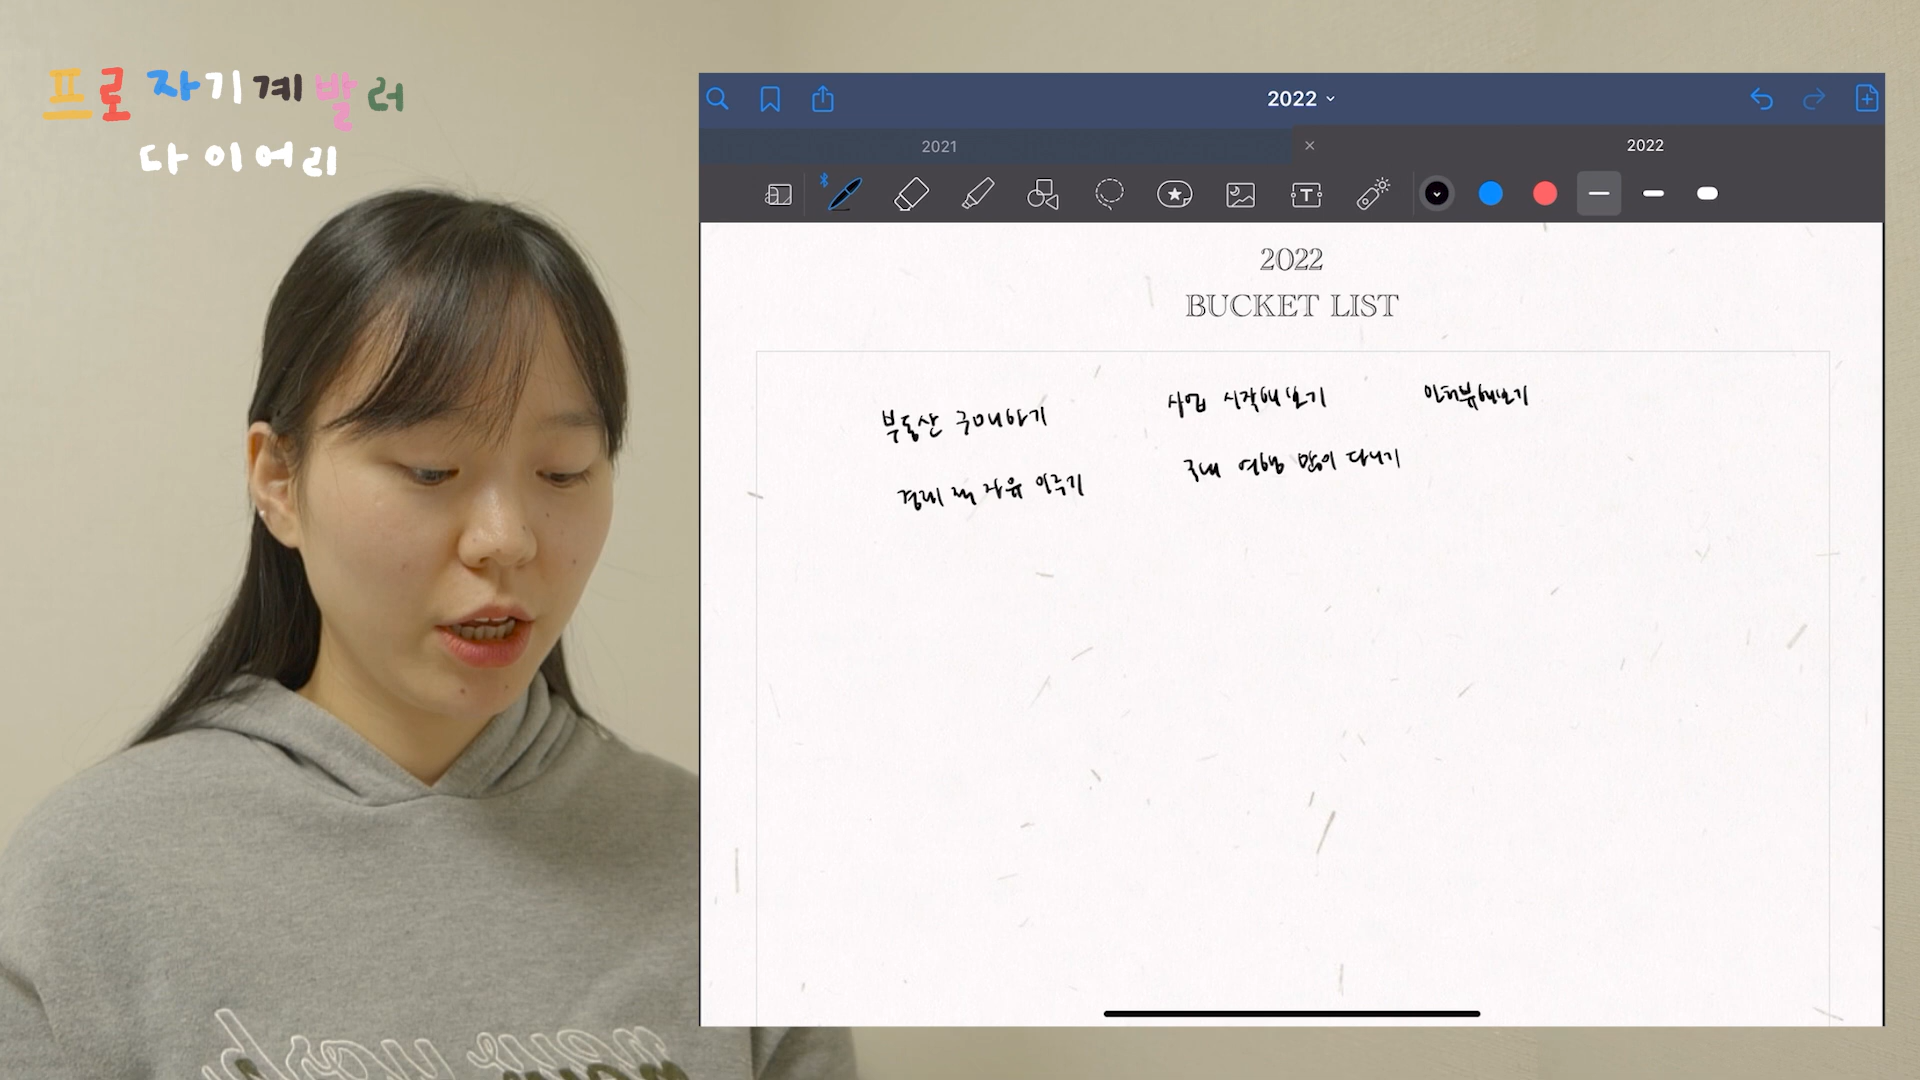 프로 자기계발러
다이어리
2022
2021
2022
2022
BUCKET LIST
부동산 구매하기
사업 시작해보기
인터뷰해보기
경제적 자유 이루기
국내 여행 많이 다니기
new york